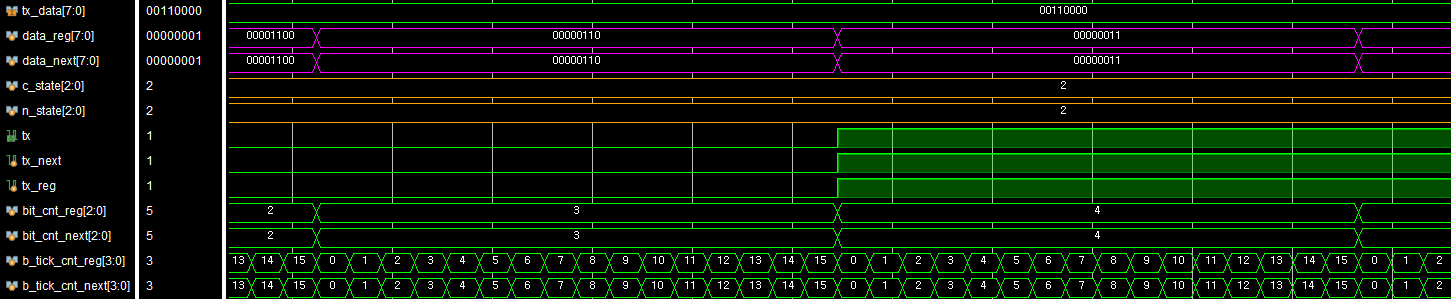 tx_data[7:0] 00110000 00110000
data_reg[7:0] 00000001 00001100 00000110 00000011
data_next[7:0] 00000001 00001100 00000110 00000011
c_state[2:0] 2 2
n_state[2:0] 2 2
tx 1
tx_next 1
tx_reg 1
bit_cnt_reg[2:0] 5 2 3 4
bit_cnt_next[2:0] 5 2 3 4
b_tick_cnt_reg[3:0] 3 13 14 15 0 1 2 3 4 5 6 7 8 9 10 11 12 13 14 15 0 1 2 3 4 5 6 7 8 9 10 11 12 13 14 15 0 1 2
b_tick_cnt_next[3:0] 3 13 14 15 0 1 2 3 4 5 6 7 8 9 10 11 12 13 14 15 0 1 2 3 4 5 6 7 8 9 10 11 12 13 14 15 0 1 2